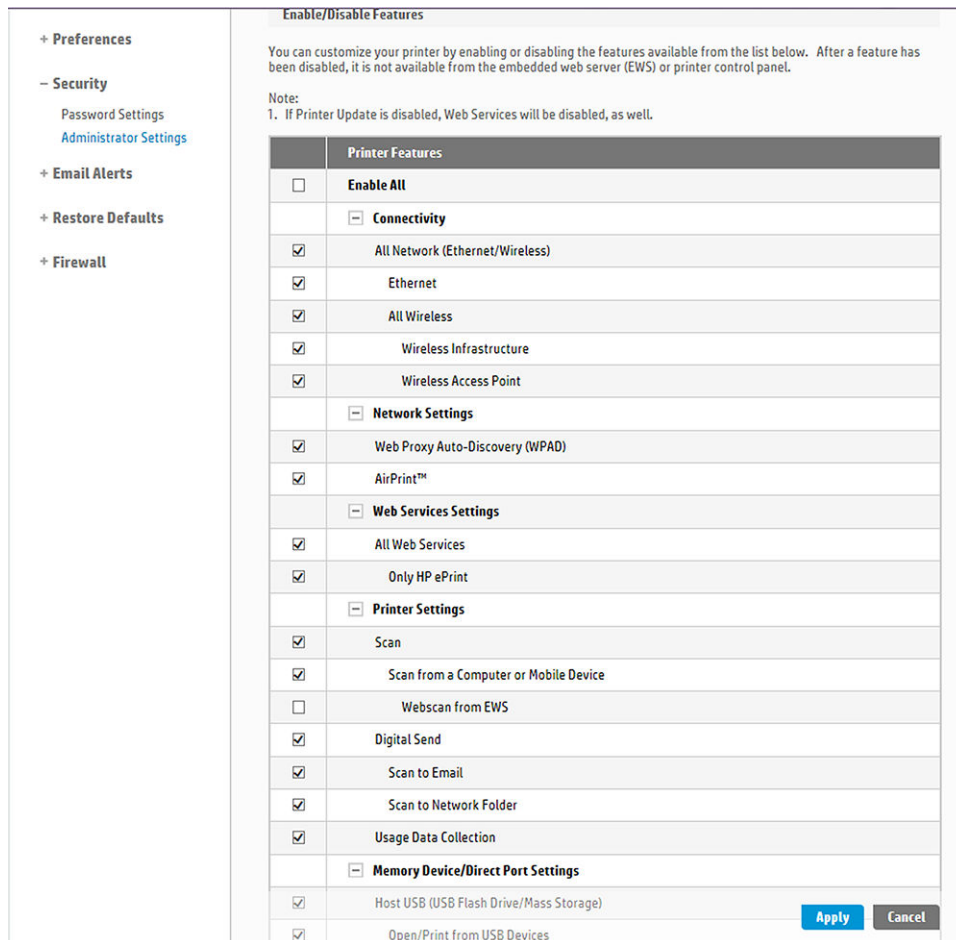 Enable/Disable Features
+ Preferences
− Security
Password Settings
Administrator Settings
+ Email Alerts
+ Restore Defaults
+ Firewall
You can customize your printer by enabling or disabling the features available from the list below. After a feature has
been disabled, it is not available from the embedded web server (EWS) or printer control panel.
Note:
1. If Printer Update is disabled, Web Services will be disabled, as well.
Printer Features
Enable All
Connectivity
All Network (Ethernet/Wireless)
Ethernet
All Wireless
Wireless Infrastructure
Wireless Access Point
Network Settings
Web Proxy Auto-Discovery (WPAD)
AirPrint™
Web Services Settings
All Web Services
Only HP ePrint
Printer Settings
Scan
Scan from a Computer or Mobile Device
Webscan from EWS
Digital Send
Scan to Email
Scan to Network Folder
Usage Data Collection
Memory Device/Direct Port Settings
Host USB (USB Flash Drive/Mass Storage)
Apply Cancel
Open/Print from USB Devices